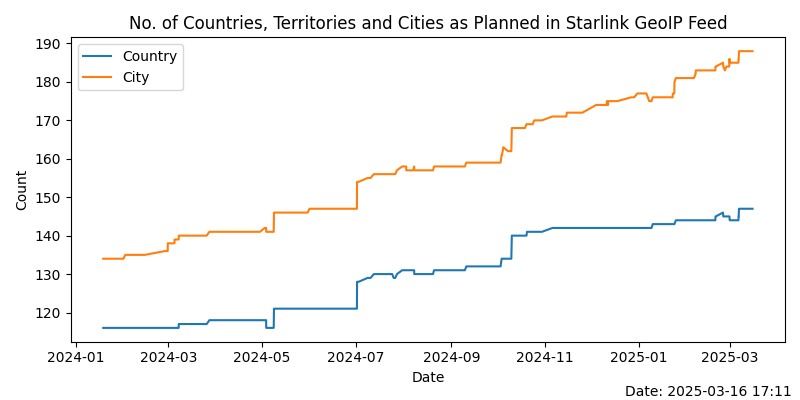 No. of Countries, Territories and Cities as Planned in Starlink GeoIP Feed
Country
City
190
180
170
160
150
140
130
120
Count
2024-01 2024-03 2024-05 2024-07 2024-09 2024-11 2025-01 2025-03
Date
Date: 2025-03-16 17:11